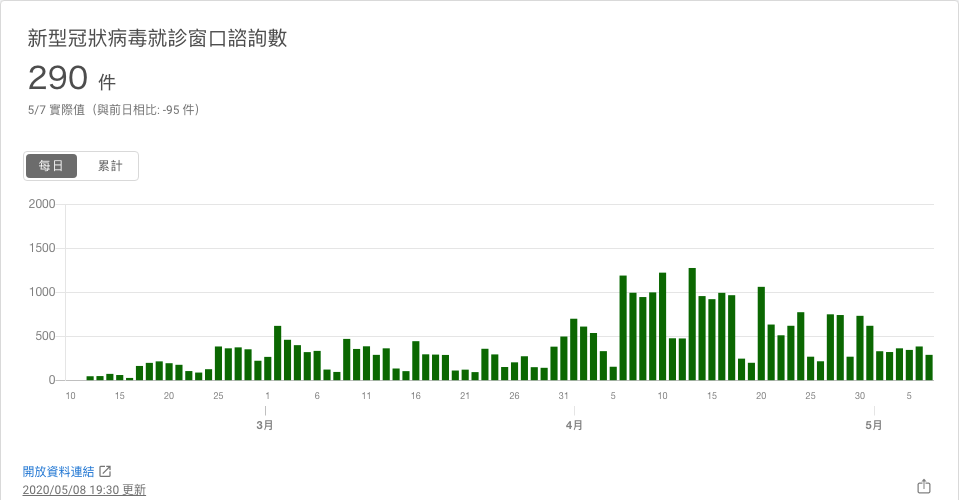 新型冠狀病毒就診窗口諮詢數
290 件
5/7 實際值（與前日相比: -95 件）
每日 累計
2000
1500
1000
500
0
10 15 20 25 1 6 11 16 21 26 31 5 10 15 20 25 30 5
3月 4月 5月
開放資料連結
2020/05/08 19:30 更新